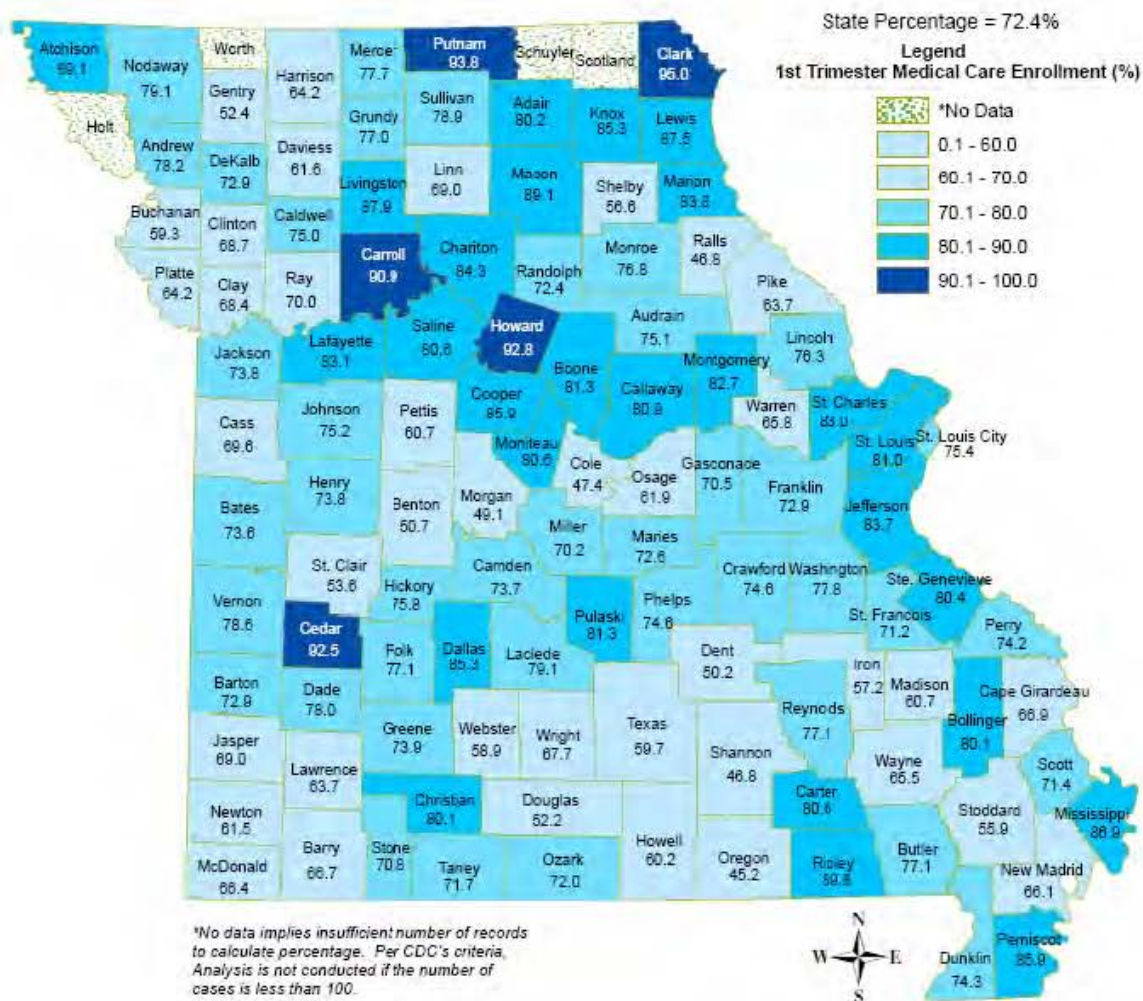 State Percentage = 72.4%
Legend
1st Trimester Medical Care Enrollment (%)
*No Data
0.1 - 60.0
60.1 - 70.0
70.1 - 80.0
80.1 - 90.0
90.1 - 100.0
Atchison
Nodaway
79.1
Worth
Gentry
52.4
Harrison
64.2
Mercer
77.7
Putnam
93.8
Schuyler
Scotland
Clark
95.0
Holt
Andrew
78.2
DeKalb
72.9
Daviess
61.6
Grundy
77.0
Sullivan
78.9
Adair
80.2
Knox
85.3
Lewis
87.5
Buchanan
59.3
Clinton
68.7
Caldwell
75.0
Livingston
87.9
Linn
69.0
Macon
89.1
Shelby
56.6
Marion
83.8
Platte
64.2
Clay
68.4
Ray
70.0
Carroll
90.9
Chariton
84.3
Randolph
72.4
Monroe
76.8
Ralls
46.8
Pike
63.7
Jackson
73.8
Lafayette
83.1
Saline
80.6
Howard
92.8
Boone
81.3
Audrain
75.1
Callaway
80.9
Montgomery
82.7
Lincoln
76.3
Warren
65.8
St. Charles
83.0
St. Louis
81.0
St. Louis City
75.4
Cass
69.6
Johnson
75.2
Pettis
60.7
Cooper
85.9
Moniteau
80.6
Cole
47.4
Osage
61.9
Gasconade
70.5
Franklin
72.9
Jefferson
83.7
Bates
73.6
Henry
73.8
Benton
50.7
Morgan
49.1
Miller
70.2
Maries
72.6
Crawford
74.6
Washington
77.8
Ste. Genevieve
80.4
St. Francois
71.2
Perry
74.2
Vernon
78.6
St. Clair
53.6
Hickory
75.8
Camden
73.7
Pulaski
81.3
Phelps
74.6
Dent
50.2
Iron
57.2
Madison
60.7
Bollinger
80.1
Cape Girardeau
66.9
Cedar
92.5
Folk
77.1
Dallas
85.3
Laclede
79.1
Barton
72.9
Dade
78.0
Greene
73.9
Webster
58.9
Wright
67.7
Texas
59.7
Shannon
46.8
Reynods
77.1
Wayne
65.5
Scott
71.4
Mississippi
86.9
Jasper
69.0
Lawrence
63.7
Christian
80.1
Douglas
52.2
Carter
80.6
Stoddard
55.9
Newton
61.5
McDonald
66.4
Barry
66.7
Stone
70.8
Taney
71.7
Ozark
72.0
Howell
60.2
Oregon
45.2
Ripley
Butler
77.1
New Madrid
66.1
Dunklin
74.3
Pemiscot
85.9
*No data implies insufficient number of records
to calculate percentage. Per CDC's criteria,
Analysis is not conducted if the number of
cases is less than 100.
N
W E
S